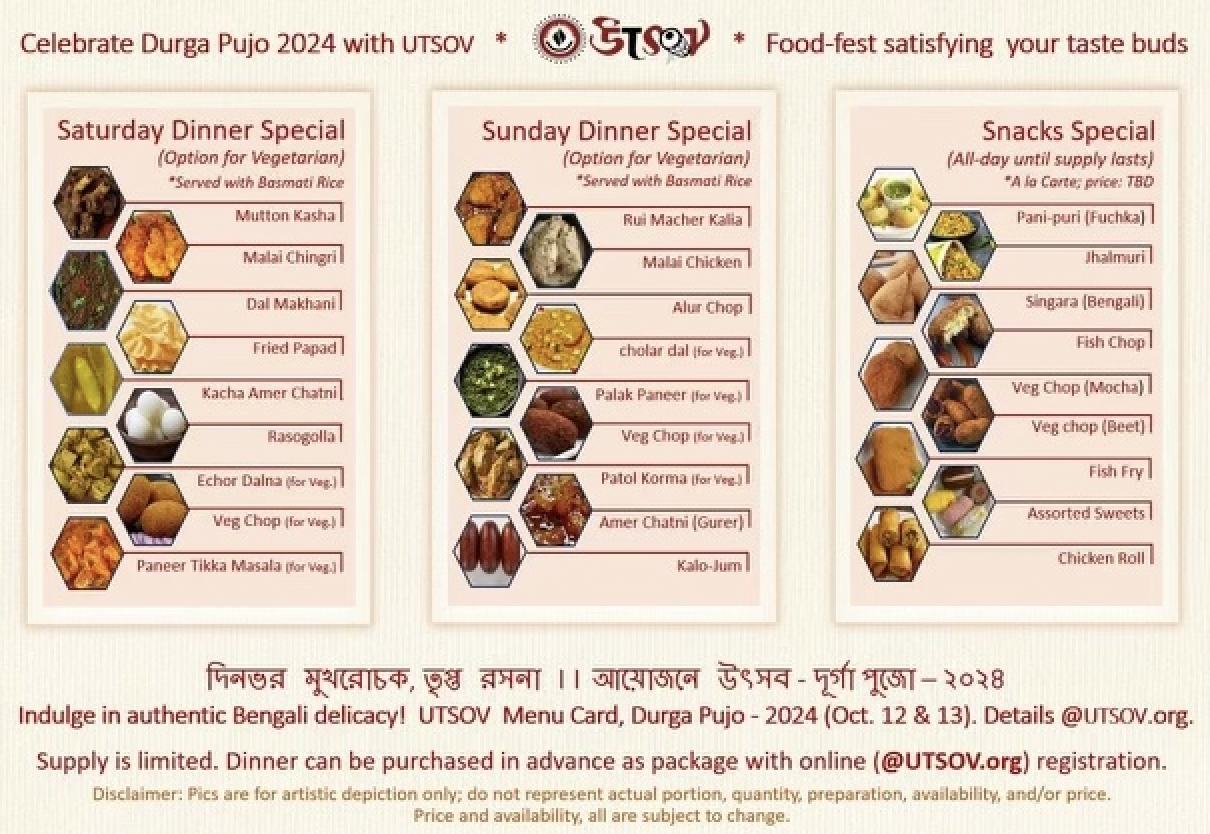 Celebrate Durga Pujo 2024 with UTSOV * উTSOV * Food-fest satisfying your taste buds
Saturday Dinner Special
(Option for Vegetarian)
*Served with Basmati Rice
Mutton Kasha
Malai Chingri
Dal Makhani
Fried Papad
Kacha Amer Chatni
Rasogolla
Echor Dalna (for Veg.)
Veg Chop (for Veg.)
Paneer Tikka Masala (for Veg.)
Sunday Dinner Special
(Option for Vegetarian)
*Served with Basmati Rice
Rui Macher Kalia
Malai Chicken
Alur Chop
cholar dal (for Veg.)
Palak Paneer (for Veg.)
Veg Chop (for Veg.)
Patol Korma (for Veg.)
Amer Chatni (Gurer)
Kalo-Jum
Snacks Special
(All-day until supply lasts)
*A la Carte; price: TBD
Pani-puri (Fuchka)
Jhalmuri
Singara (Bengali)
Fish Chop
Veg Chop (Mocha)
Veg chop (Beet)
Fish Fry
Assorted Sweets
Chicken Roll
দিনভর মুখরোচক, তৃপ্ত রসনা ।। আয়োজনে উৎসব - দূর্গা পুজো – ২০২৪
Indulge in authentic Bengali delicacy! UTSOV Menu Card, Durga Pujo - 2024 (Oct. 12 & 13). Details @UTSOV.org.
Supply is limited. Dinner can be purchased in advance as package with online (@UTSOV.org) registration.
Disclaimer: Pics are for artistic depiction only; do not represent actual portion, quantity, preparation, availability, and/or price.
Price and availability, all are subject to change.